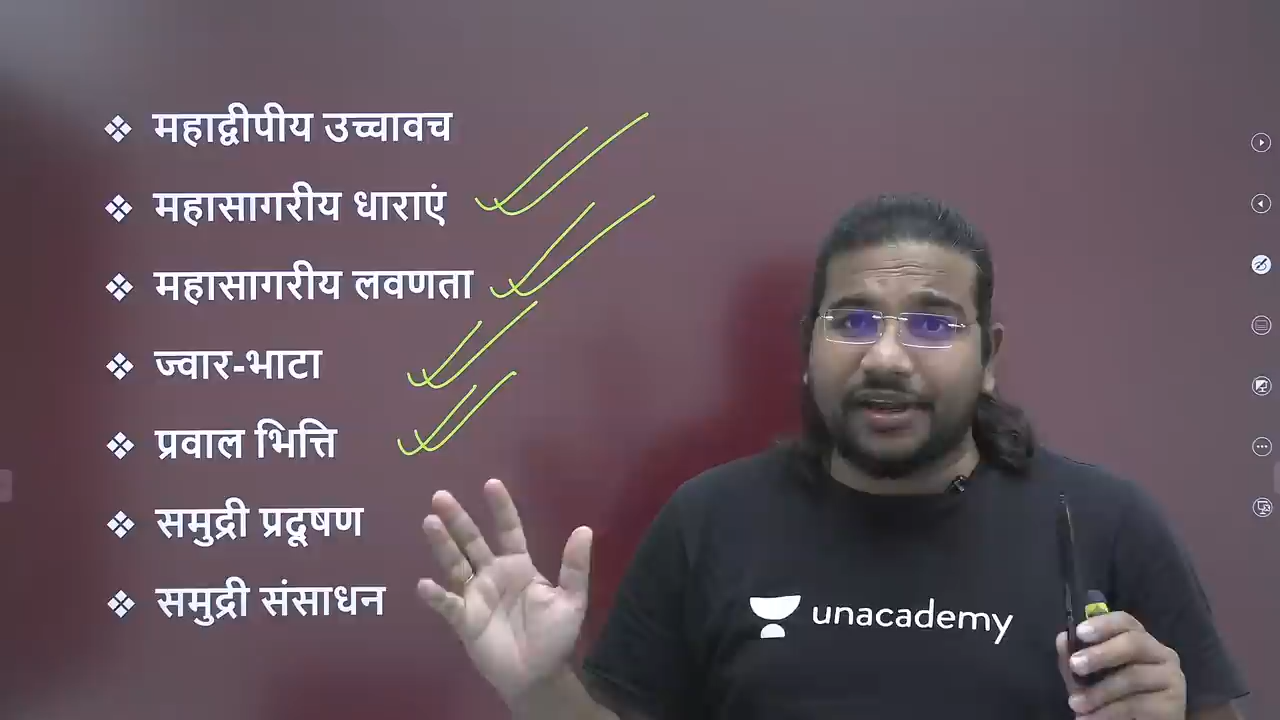 ❖ महाद्वीपीय उच्चावच
❖ महासागरीय धाराएं
❖ महासागरीय लवणता
❖ ज्वार-भाटा
❖ प्रवाल भित्ति
❖ समुद्री प्रदूषण
❖ समुद्री संसाधन
unacademy